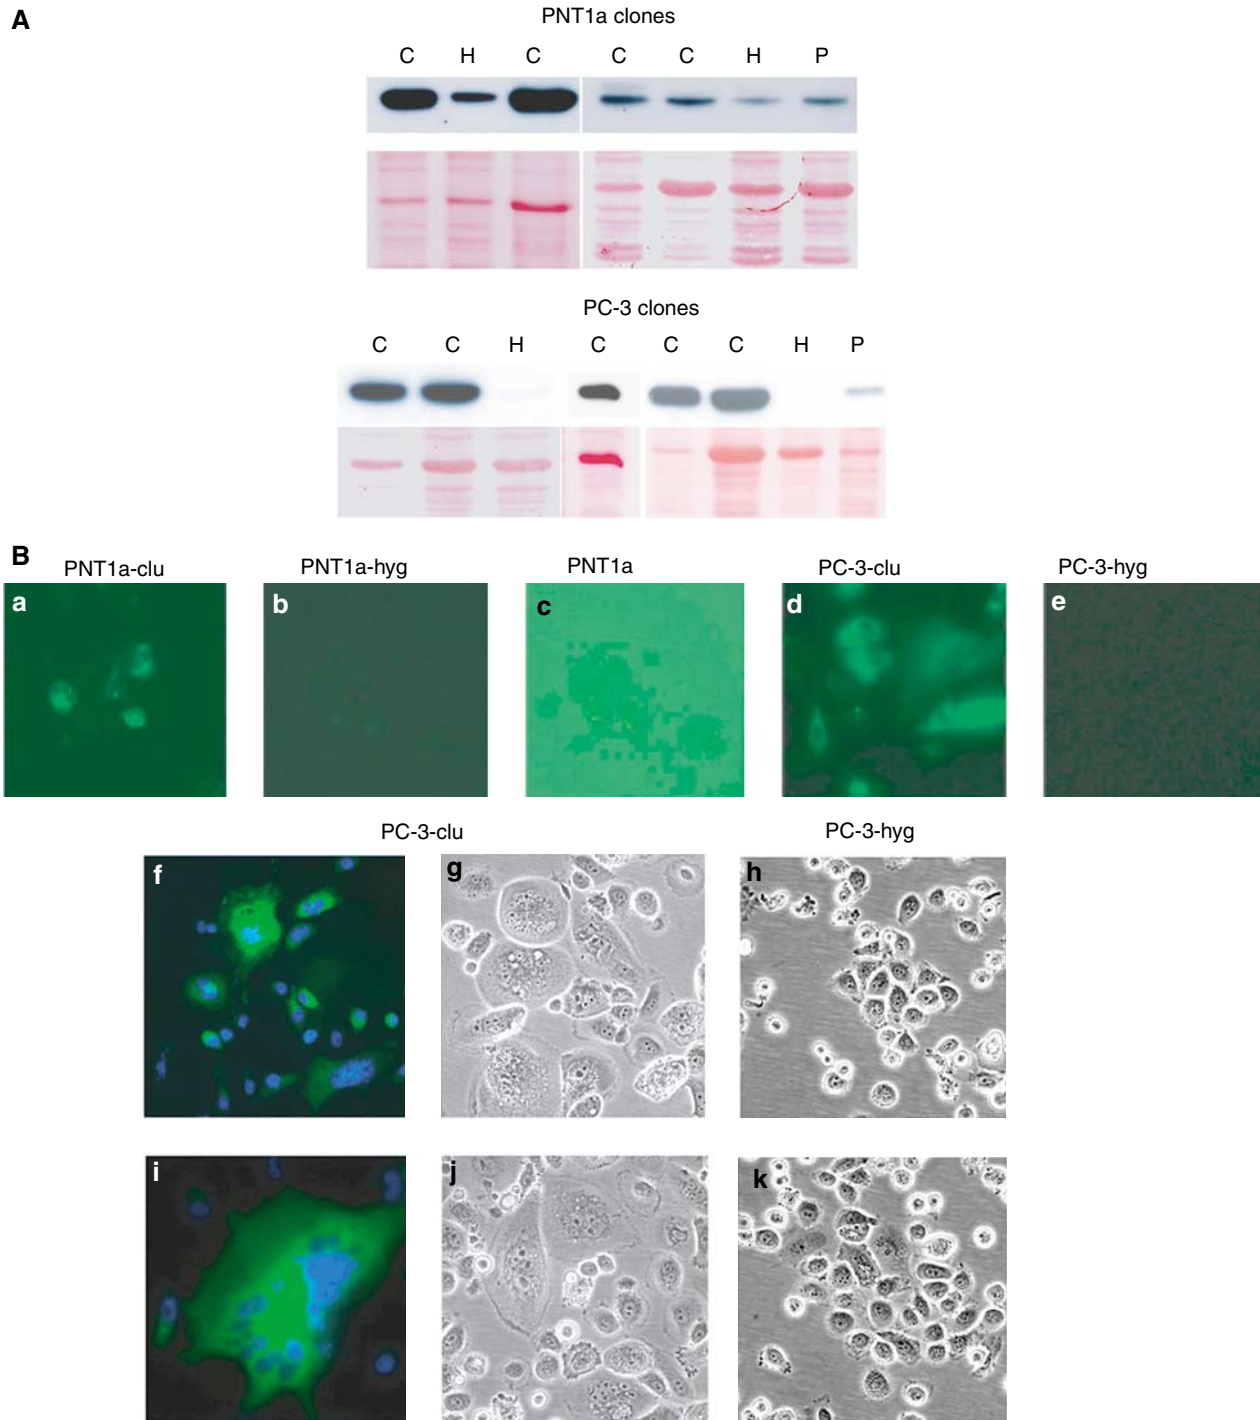 A
PNT1a clones
C H C C C H P
PC-3 clones
C C H C C C H P
B
PNT1a-clu PNT1a-hyg PNT1a PC-3-clu PC-3-hyg
a b c d e
PC-3-clu PC-3-hyg
f g h
i j k